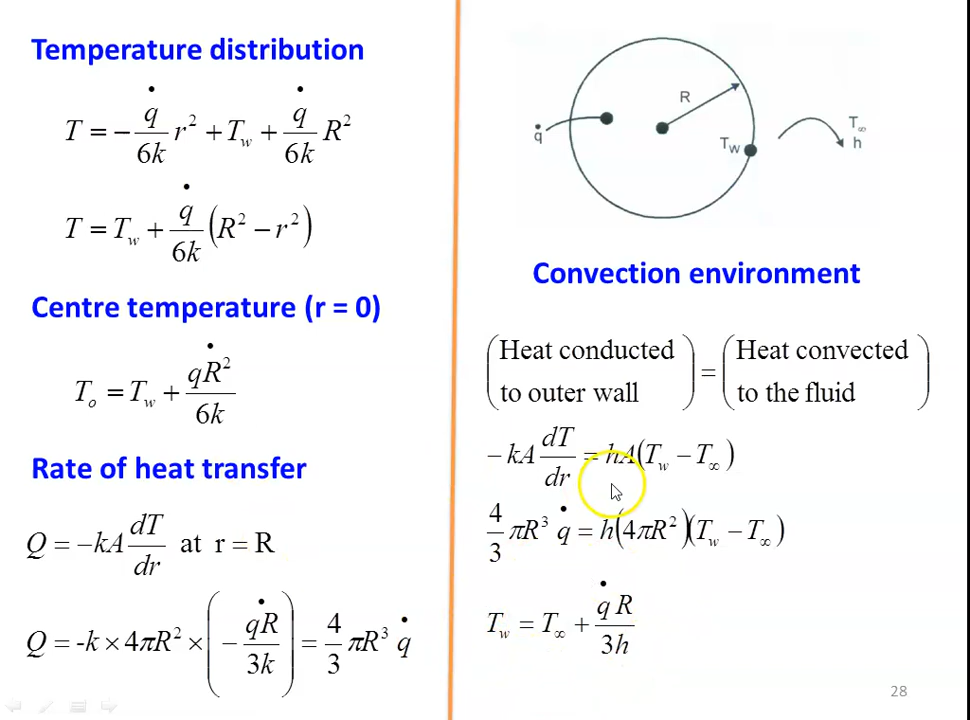 Temperature distribution
T = − q̇/6k r² + T_w + q̇/6k R²
T = T_w + q̇/6k (R² − r²)
Centre temperature (r = 0)
T_o = T_w + q̇R²/6k
Rate of heat transfer
Q = −kA dT/dr at r = R
Q = -k × 4πR² × (− q̇R/3k) = 4/3 πR³ q̇
R
q̇
T_W
T_∞
h
Convection environment
(Heat conducted to outer wall) = (Heat convected to the fluid)
− kA dT/dr = hA(T_w − T_∞)
4/3 πR³ q̇ = h(4πR²)(T_w − T_∞)
T_w = T_∞ + q̇ R/3h
28